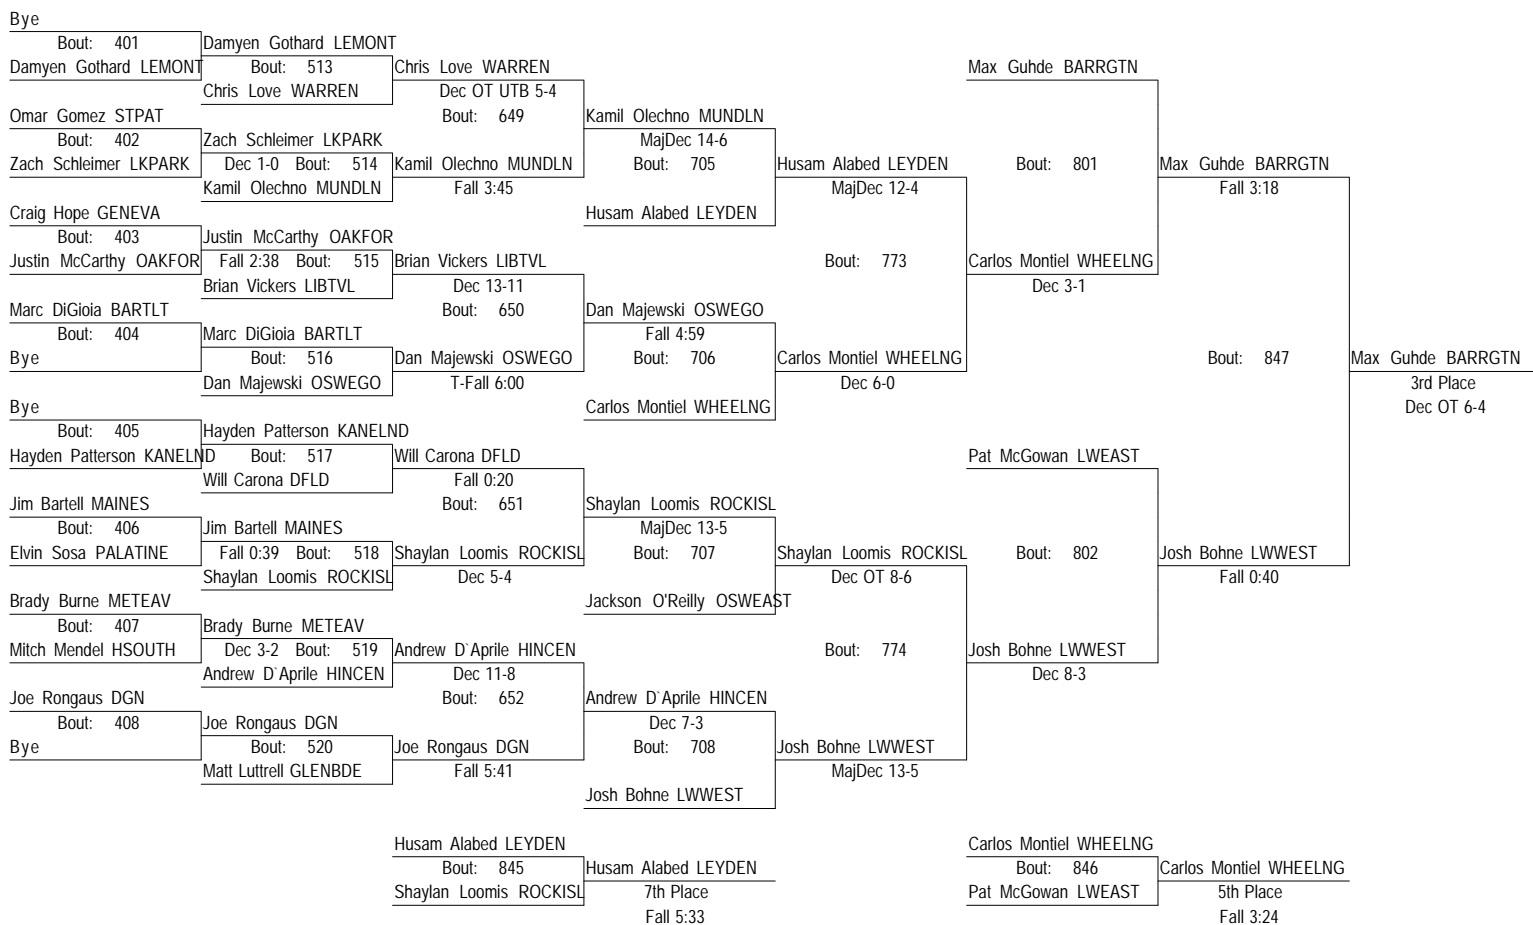 Bye
Bout: 401
Damyen Gothard LEMONT
Damyen Gothard LEMONT
Bout: 513
Chris Love WARREN
Chris Love WARREN
Dec OT UTB 5-4
Bout: 649
Omar Gomez STPAT
Bout: 402
Zach Schleimer LKPARK
Zach Schleimer LKPARK
Dec 1-0 Bout: 514
Kamil Olechno MUNDLN
Kamil Olechno MUNDLN
Fall 3:45
Kamil Olechno MUNDLN
MajDec 14-6
Bout: 705
Husam Alabed LEYDEN
Husam Alabed LEYDEN
MajDec 12-4
Bout: 773
Craig Hope GENEVA
Bout: 403
Justin McCarthy OAKFOR
Justin McCarthy OAKFOR
Fall 2:38 Bout: 515
Brian Vickers LIBTVL
Brian Vickers LIBTVL
Dec 13-11
Bout: 650
Marc DiGioia BARTLT
Bout: 404
Bye
Marc DiGioia BARTLT
Bout: 516
Dan Majewski OSWEGO
Dan Majewski OSWEGO
T-Fall 6:00
Dan Majewski OSWEGO
Fall 4:59
Bout: 706
Carlos Montiel WHEELNG
Carlos Montiel WHEELNG
Dec 6-0
Max Guhde BARRGTN
Bout: 801
Carlos Montiel WHEELNG
Dec 3-1
Max Guhde BARRGTN
Fall 3:18
Bout: 847
Max Guhde BARRGTN
3rd Place
Dec OT 6-4
Bye
Bout: 405
Hayden Patterson KANELND
Hayden Patterson KANELND
Bout: 517
Will Carona DFLD
Will Carona DFLD
Fall 0:20
Bout: 651
Jim Bartell MAINES
Bout: 406
Elvin Sosa PALATINE
Jim Bartell MAINES
Fall 0:39 Bout: 518
Shaylan Loomis ROCKISL
Shaylan Loomis ROCKISL
Dec 5-4
Shaylan Loomis ROCKISL
MajDec 13-5
Bout: 707
Jackson O'Reilly OSWEAST
Shaylan Loomis ROCKISL
Dec OT 8-6
Bout: 774
Brady Burne METEAV
Bout: 407
Mitch Mendel HSOUTH
Brady Burne METEAV
Dec 3-2 Bout: 519
Andrew D`Aprile HINCEN
Andrew D`Aprile HINCEN
Dec 11-8
Bout: 652
Joe Rongaus DGN
Bout: 408
Bye
Joe Rongaus DGN
Bout: 520
Matt Luttrell GLENBDE
Joe Rongaus DGN
Fall 5:41
Andrew D`Aprile HINCEN
Dec 7-3
Bout: 708
Josh Bohne LWWEST
Josh Bohne LWWEST
MajDec 13-5
Pat McGowan LWEAST
Bout: 802
Josh Bohne LWWEST
Dec 8-3
Josh Bohne LWWEST
Fall 0:40
Husam Alabed LEYDEN
Bout: 845
Shaylan Loomis ROCKISL
Husam Alabed LEYDEN
7th Place
Fall 5:33
Carlos Montiel WHEELNG
Bout: 846
Pat McGowan LWEAST
Carlos Montiel WHEELNG
5th Place
Fall 3:24